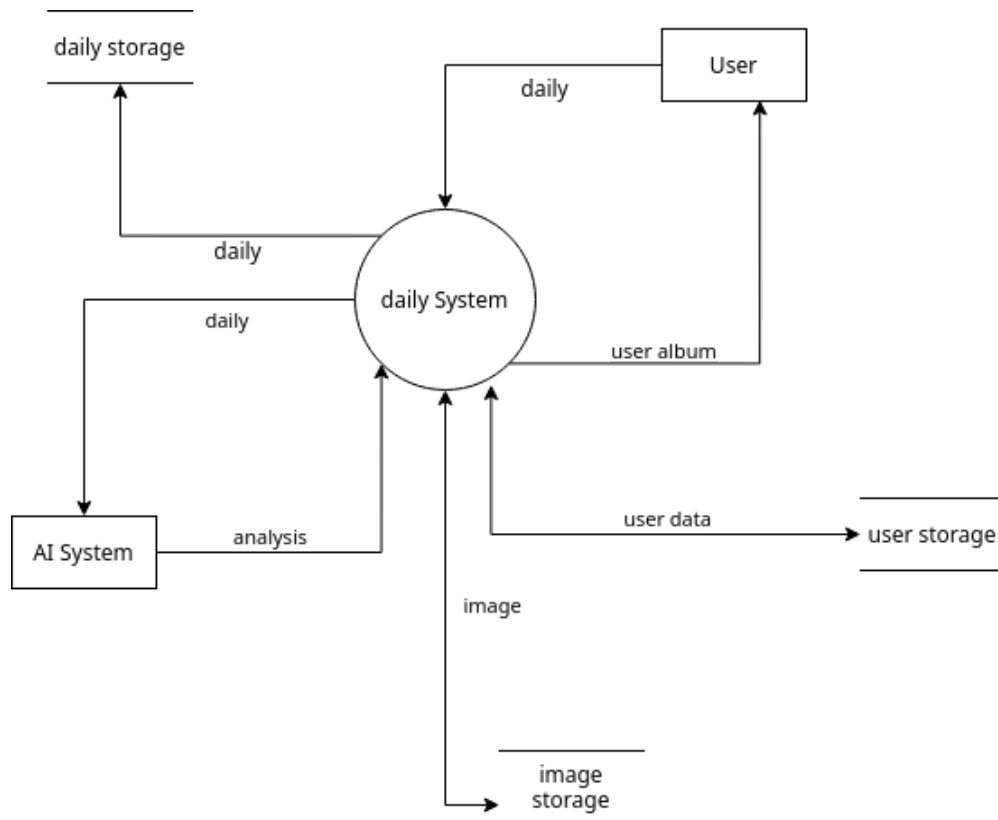 daily storage
User
daily
daily
daily System
daily
user album
user data
user storage
analysis
AI System
image
image
storage